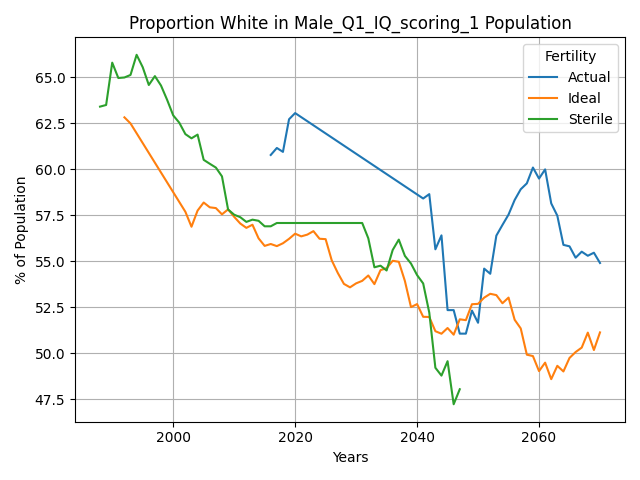 Proportion White in Male_Q1_IQ_scoring_1 Population
Fertility
Actual
Ideal
Sterile
% of Population
65.0
62.5
60.0
57.5
55.0
52.5
50.0
47.5
2000
2020
2040
2060
Years